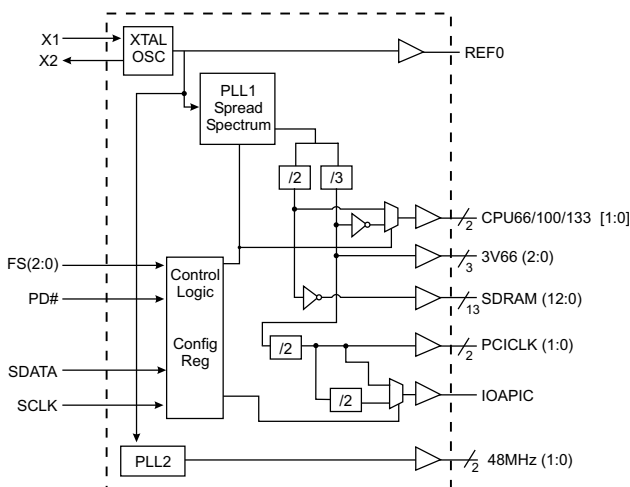 X1
X2
XTAL
OSC
REF0
PLL1
Spread
Spectrum
/2
/3
CPU66/100/133 [1:0]
2
FS(2:0)
Control
Logic
3V66 (2:0)
3
PD#
SDRAM (12:0)
13
Config
Reg
/2
PCICLK (1:0)
2
SDATA
/2
IOAPIC
SCLK
PLL2
48MHz (1:0)
2